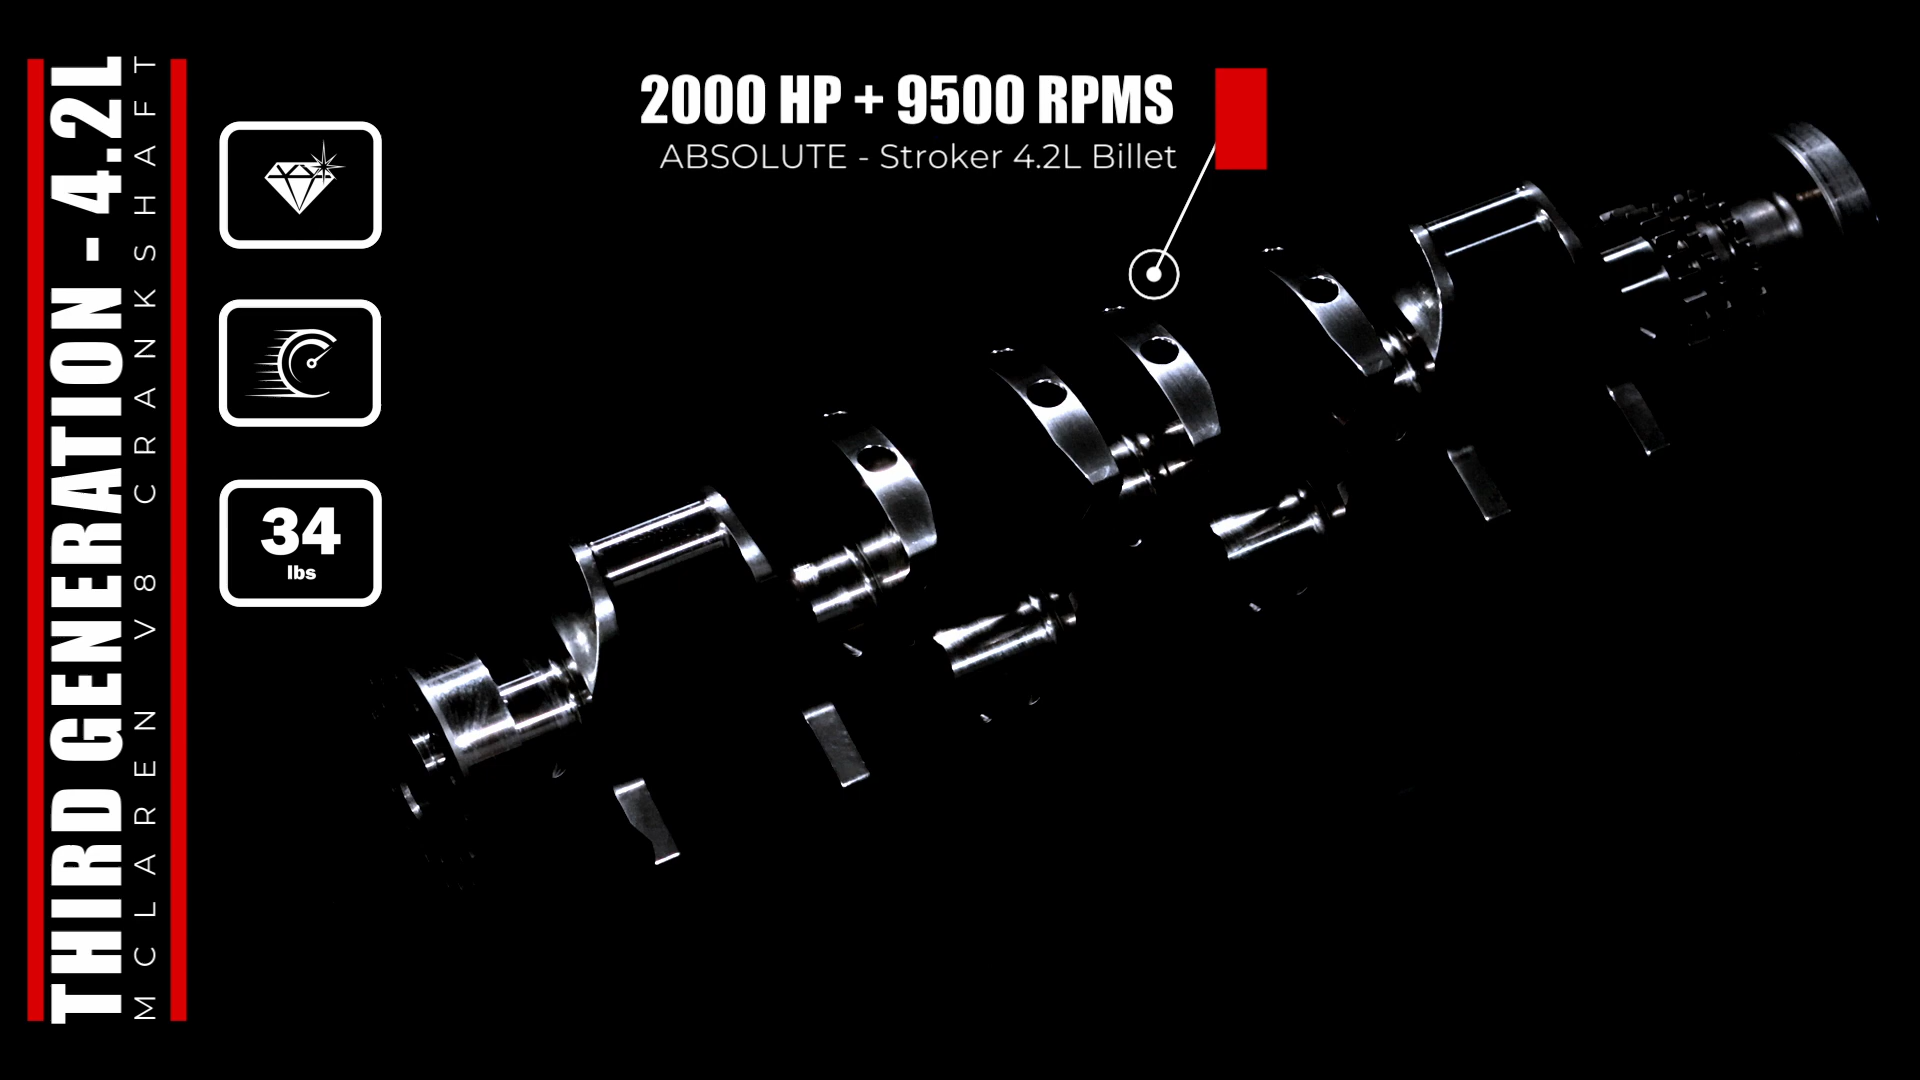 THIRD GENERATION - 4.2L
MCLAREN V8 CRANKSHAFT
2000 HP + 9500 RPMS
ABSOLUTE - Stroker 4.2L Billet
34
lbs